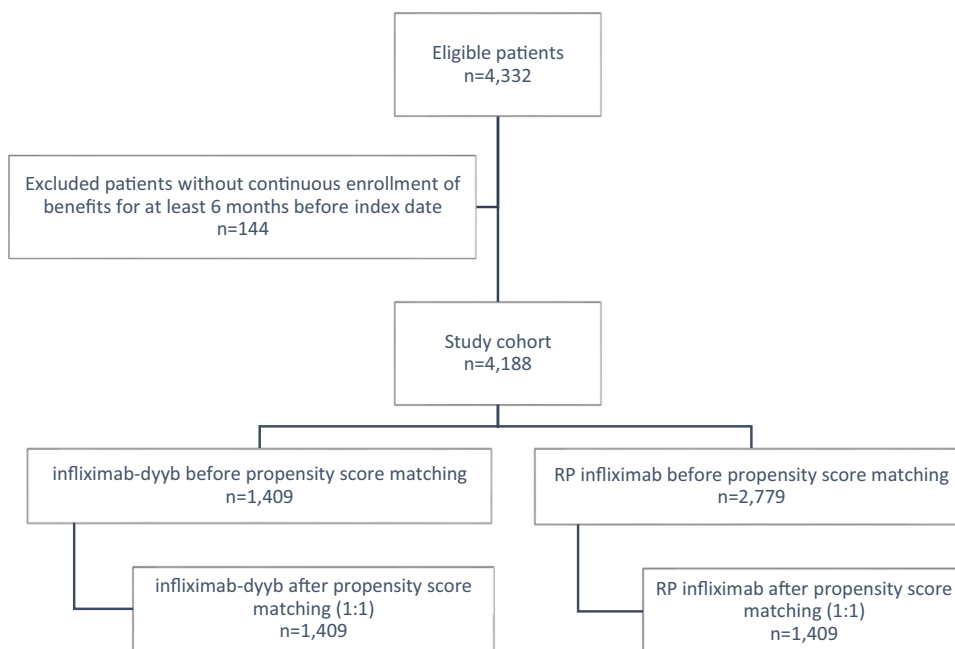 Eligible patients
n=4,332
Excluded patients without continuous enrollment of
benefits for at least 6 months before index date
n=144
Study cohort
n=4,188
infliximab-dyyb before propensity score matching
n=1,409
RP infliximab before propensity score matching
n=2,779
infliximab-dyyb after propensity score
matching (1:1)
n=1,409
RP infliximab after propensity score
matching (1:1)
n=1,409